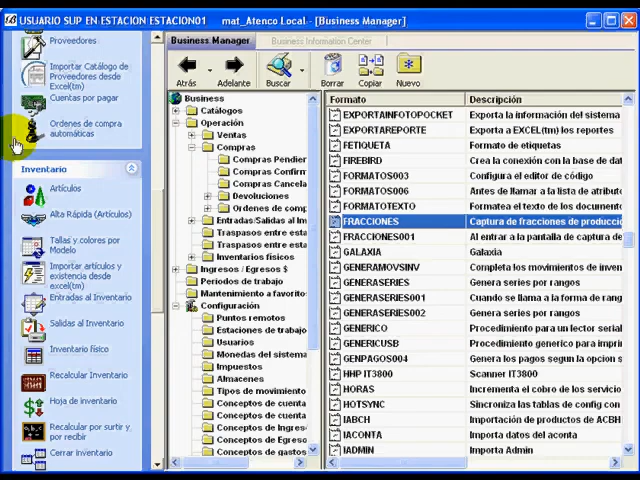 USUARIO SUP EN ESTACION ESTACION01 mat_Atenco Local - [Business Manager]
Business Manager
Business Information Center
Proveedores
Importar Catálogo de
Proveedores desde
Excel(tm)
Cuentas por pagar
Ordenes de compra
automáticas
Inventario
Artículos
Alta Rápida (Artículos)
Tallas y colores por
Modelo
Importar artículos y
existencia desde
excel(tm)
Entradas al Inventario
Salidas al Inventario
Inventario físico
Recalcular Inventario
Hoja de inventario
Recalcular por surtir y
por recibir
Cerrar Inventario
Atrás
Adelante
Buscar
Borrar
Copiar
Nuevo
Business
Catálogos
Operación
Ventas
Compras
Compras Pendien
Compras Confirm
Compras Cancela
Devoluciones
Ordenes de comp
Entradas/Salidas al In
Traspasos entre esta
Traspasos entre esta
Inventarios físicos
Ingresos / Egresos $
Períodos de trabajo
Mantenimiento a favorito
Configuración
Puntos remotos
Estaciones de trabajo
Usuarios
Monedas del sistema
Impuestos
Almacenes
Tipos de movimiento
Conceptos de cuenta
Conceptos de cuenta
Conceptos de Ingres
Conceptos de Egreso
Conceptos de gastos
Formato Descripción
EXPORTAINFOTOPOCKET Exporta la información del sistem
EXPORTAREPORTE Exporta a EXCEL(tm) los reportes
FETIQUETA Formato de etiquetas
FIREBIRD Crea la conexión con la base de dat
FORMATOS003 Configura el editor de código
FORMATOS006 Antes de llamar a la lista de atributo
FORMATOTEXTO Formatea el texto de los documento
FRACCIONES Captura de fracciones de producció
FRACCIONES001 Al entrar a la pantalla de captura de
GALAXIA Galaxia
GENERAMOVSINV Completa los movimientos de inven
GENERASERIES Genera series por rangos
GENERASERIES001 Cuando se llama a la forma de rang
GENERASERIES002 Genera series por rangos
GENERICO Procedimiento para un lector serial
GENERICUSB Procedimiento generico para imprim
GENPAGOS004 Genera los pagos segun la opcion s
HHP IT3800 Scanner IT3800
HORAS Incrementa el cobro de los servicio
HOTSYNC Sincroniza las tablas de config con
IABCH Importación de productos de ACBH
IACONTA Importa datos del aconta
IADMIN Importa Admin